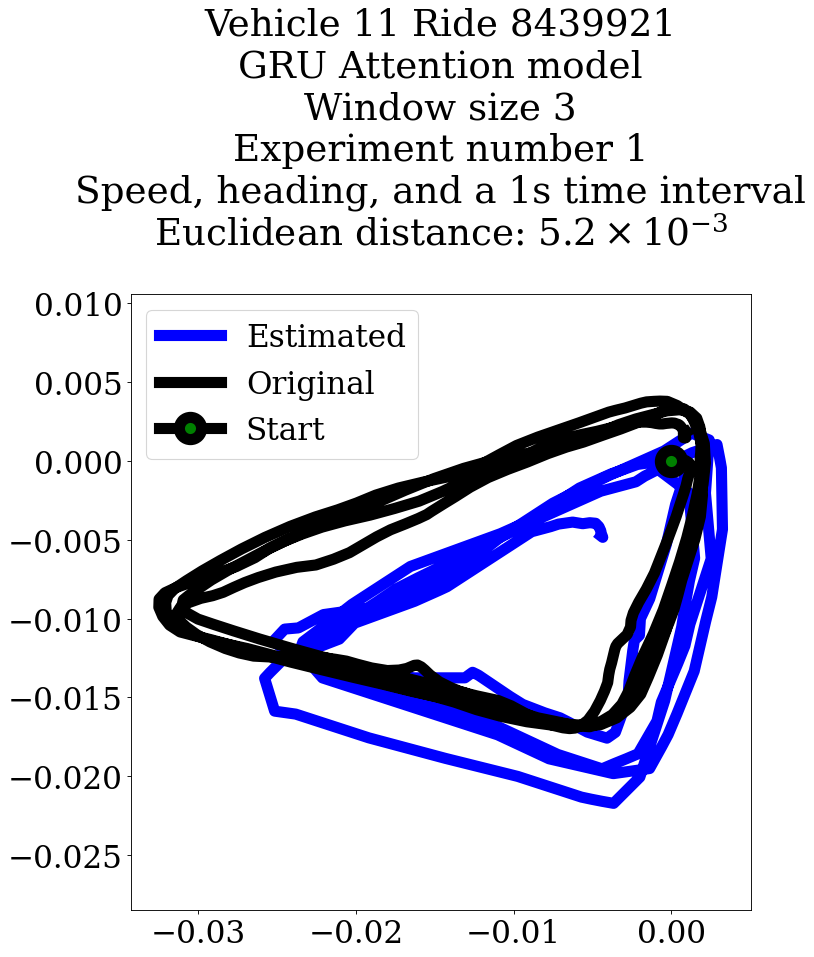 Vehicle 11 Ride 8439921
GRU Attention model
Window size 3
Experiment number 1
Speed, heading, and a 1s time interval
Euclidean distance: 5.2 × 10⁻³
0.010
0.005
0.000
−0.005
−0.010
−0.015
−0.020
−0.025
Estimated
Original
Start
−0.03 −0.02 −0.01 0.00